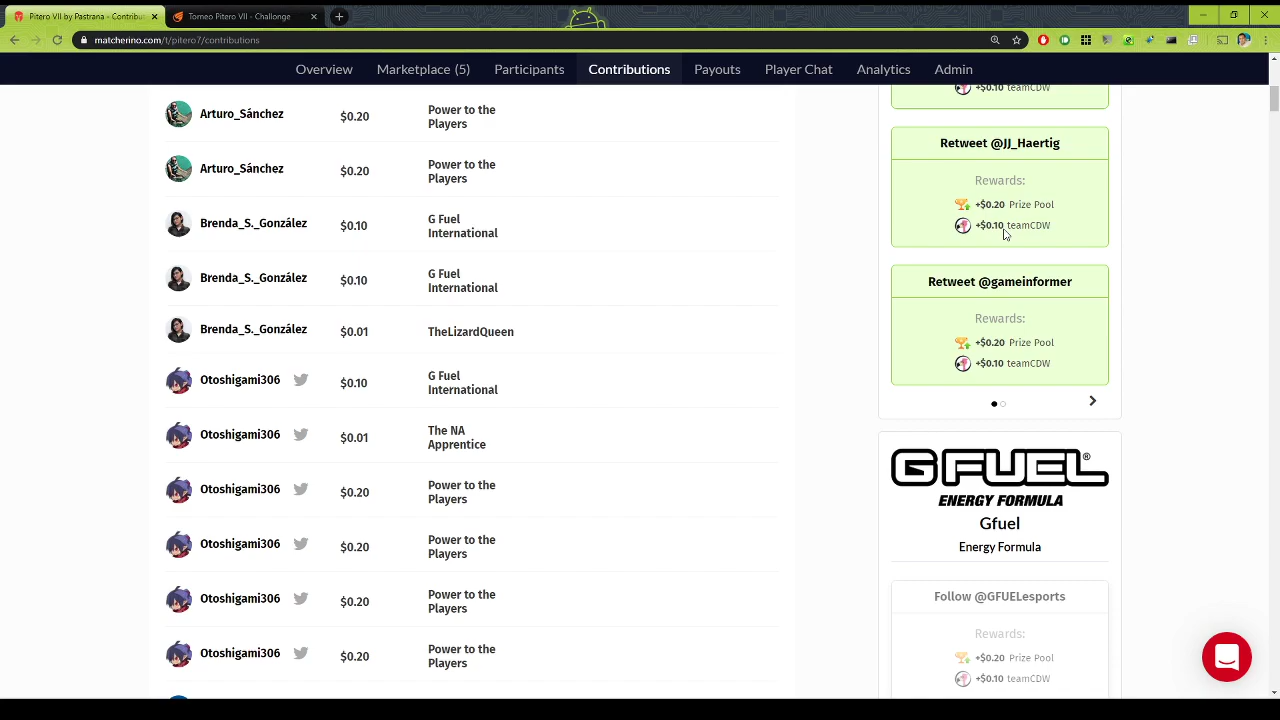 Pitero VII by Pastrana - Contribut
Torneo Pitero VII - Challonge
matcherino.com/t/pitero7/contributions
Overview
Marketplace (5)
Participants
Contributions
Payouts
Player Chat
Analytics
Admin
Arturo_Sánchez
$0.20
Power to the
Players
Arturo_Sánchez
$0.20
Power to the
Players
Brenda_S._González
$0.10
G Fuel
International
Brenda_S._González
$0.10
G Fuel
International
Brenda_S._González
$0.01
TheLizardQueen
Otoshigami306
$0.10
G Fuel
International
Otoshigami306
$0.01
The NA
Apprentice
Otoshigami306
$0.20
Power to the
Players
Otoshigami306
$0.20
Power to the
Players
Otoshigami306
$0.20
Power to the
Players
Otoshigami306
$0.20
Power to the
Players
+$0.10 teamCDW
Retweet @JJ_Haertig
Rewards:
+$0.20 Prize Pool
+$0.10 teamCDW
Retweet @gameinformer
Rewards:
+$0.20 Prize Pool
+$0.10 teamCDW
GFUEL®
ENERGY FORMULA
Gfuel
Energy Formula
Follow @GFUELesports
Rewards:
+$0.20 Prize Pool
+$0.10 teamCDW